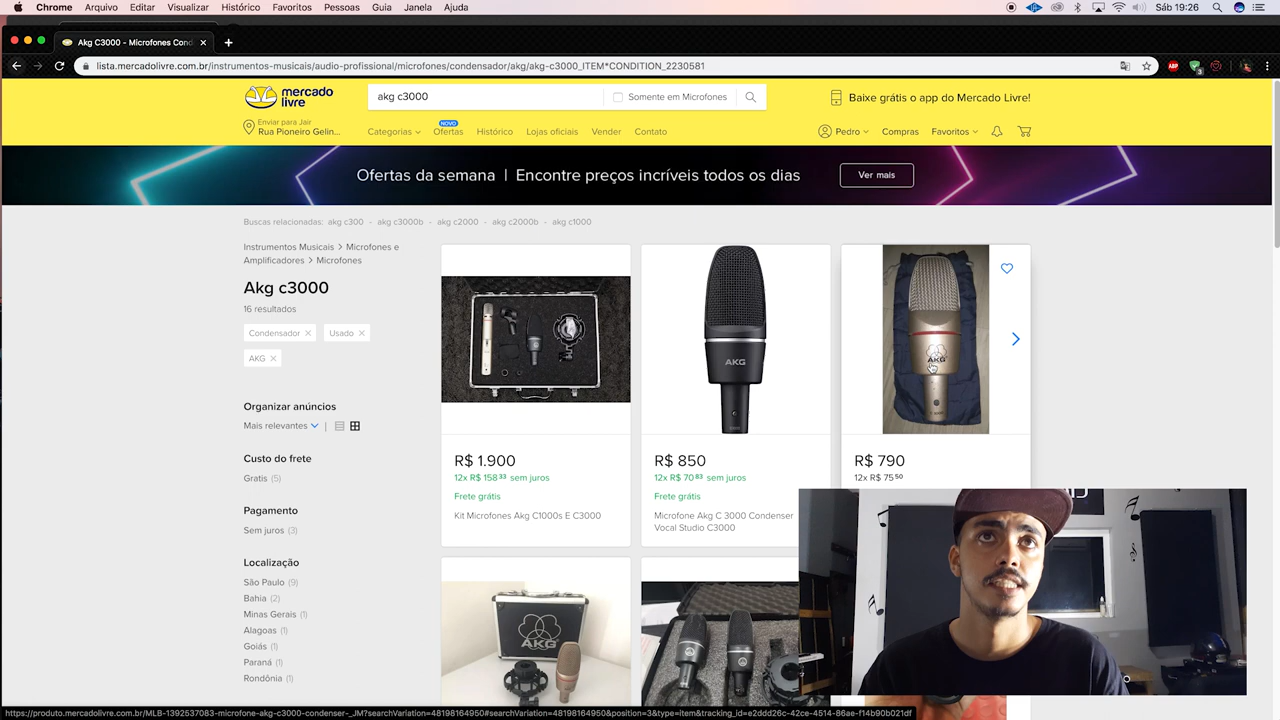 Chrome Arquivo Editar Visualizar Histórico Favoritos Pessoas Guia Janela Ajuda
Sáb 19:26
Akg C3000 - Microfones Cond
lista.mercadolivre.com.br/instrumentos-musicais/audio-profissional/microfones/condensador/akg/akg-c3000_ITEM*CONDITION_2230581
mercado
livre
akg c3000
Somente em Microfones
Baixe grátis o app do Mercado Livre!
Enviar para Jair
Rua Pioneiro Gelin...
NOVO
Categorias Ofertas Histórico Lojas oficiais Vender Contato
Pedro Compras Favoritos
Ofertas da semana | Encontre preços incríveis todos os dias
Ver mais
Buscas relacionadas: akg c300 - akg c3000b - akg c2000 - akg c2000b - akg c1000
Instrumentos Musicais > Microfones e
Amplificadores > Microfones
Akg c3000
16 resultados
Condensador × Usado ×
AKG ×
Organizar anúncios
Mais relevantes
Custo do frete
Gratis (5)
Pagamento
Sem juros (3)
Localização
São Paulo (9)
Bahia (2)
Minas Gerais (1)
Alagoas (1)
Goiás (1)
Paraná (1)
Rondônia (1)
R$ 1.900
12x R$ 158 33 sem juros
Frete grátis
Kit Microfones Akg C1000s E C3000
AKG
R$ 850
12x R$ 70 83 sem juros
Frete grátis
Microfone Akg C 3000 Condenser
Vocal Studio C3000
AKG
R$ 790
12x R$ 75 50
AKG
https://produto.mercadolivre.com.br/MLB-1392537083-microfone-akg-c3000-condenser-_JM?searchVariation=48198164950#searchVariation=48198164950&position=3&type=item&tracking_id=e2ddd26c-42ce-4514-86ae-f14b90b021df